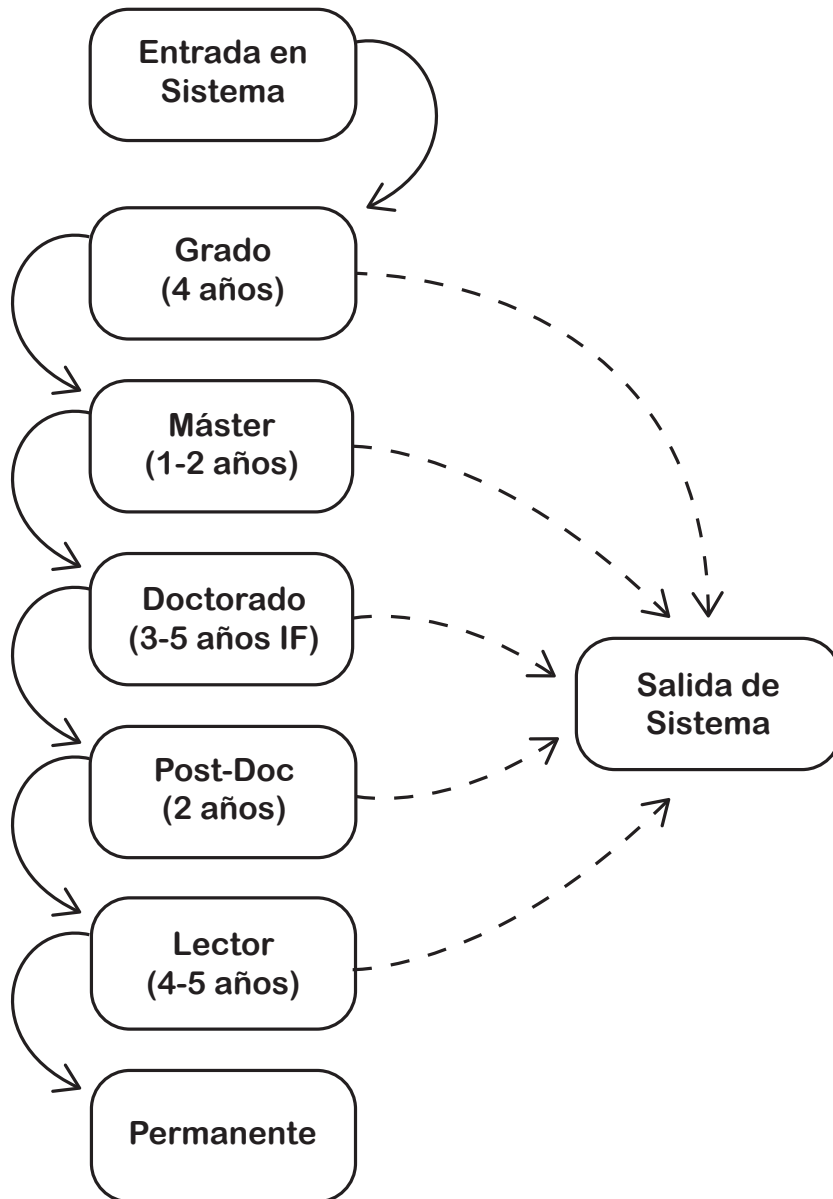 Entrada en
Sistema
Grado
(4 años)
Máster
(1-2 años)
Doctorado
(3-5 años IF)
Post-Doc
(2 años)
Lector
(4-5 años)
Permanente
Salida de
Sistema